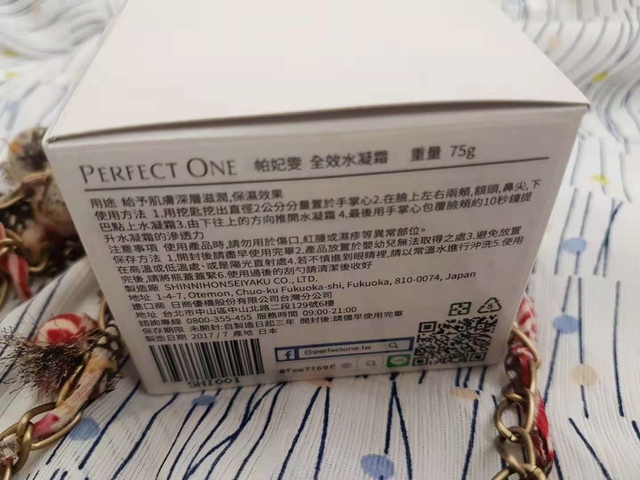 PERFECT ONE 帕妃雯 全效水凝霜 重量 75g
用途 給予肌膚深層滋潤,保濕效果
使用方法 1.用挖匙挖出直徑2公分分量置於手掌心2.在臉上左右兩頰,額頭,鼻尖,下
巴點上水凝霜3.由下往上的方向推開水凝霜4.最後用手掌心包覆臉頰約10秒鐘提
升水凝霜的滲透力
注意事項 使用產品時,請勿用於傷口,紅腫或濕疹等異常部位。
保存方法 1.開封後請盡早使用完畢2.產品放置於嬰幼兒無法取得之處3.避免放置
在高溫或低溫處、或是陽光直射處4.若不慎進到眼睛裡,請以常溫水進行沖洗5.使用
完後,請將瓶蓋蓋緊6.使用過後的刮勺請清潔後收好
製造廠 SHINNIHONSEIYAKU CO., LTD.
地址 1-4-7, Otemon, Chuo-ku Fukuoka-shi, Fukuoka, 810-0074, Japan
進口商 日商優積股份有限公司台灣分公司
地址 台北市中山區中山北路二段129號6樓
諮詢專線 0800-355-455 服務時間 09:00-21:00
保存期限 未開封:自製造日起三年 開封後:請儘早使用完畢
製造日期 2017/7 產地 日本
f @perfectone.tw
SHI001
@fxw7169f
LINE